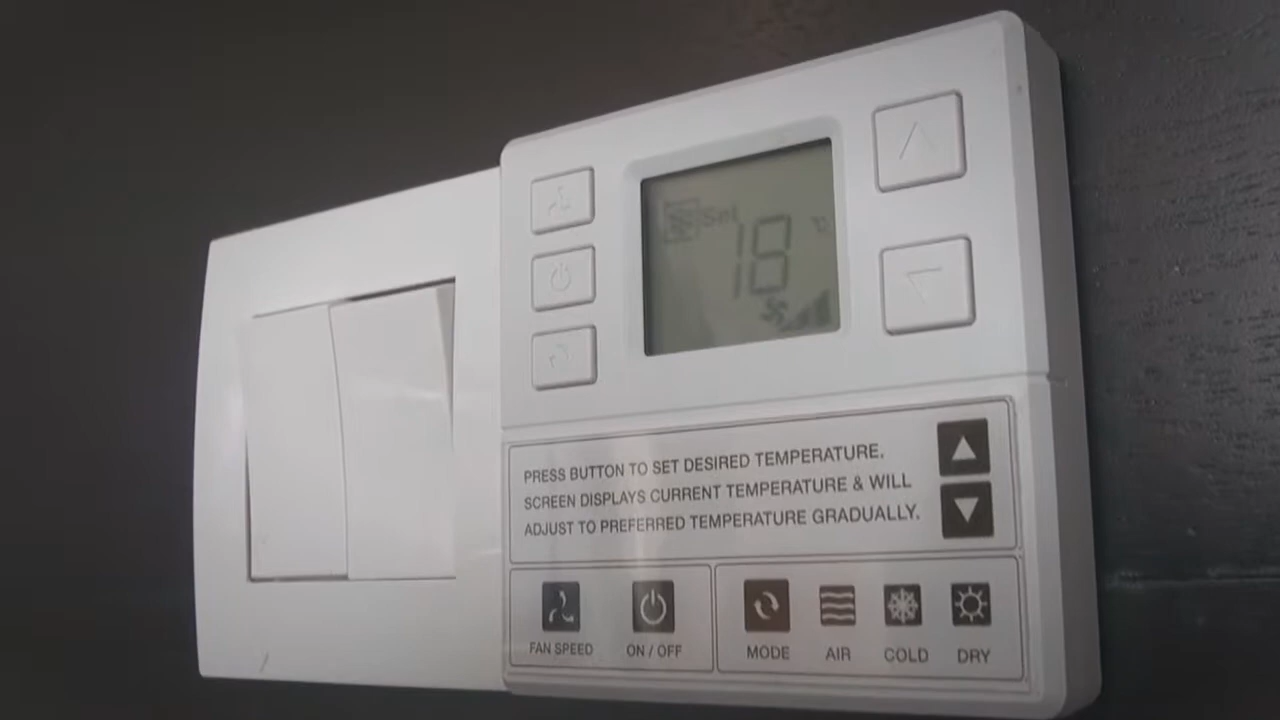 Set
18 °C
PRESS BUTTON TO SET DESIRED TEMPERATURE.
SCREEN DISPLAYS CURRENT TEMPERATURE & WILL
ADJUST TO PREFERRED TEMPERATURE GRADUALLY.
FAN SPEED
ON / OFF
MODE
AIR
COLD
DRY